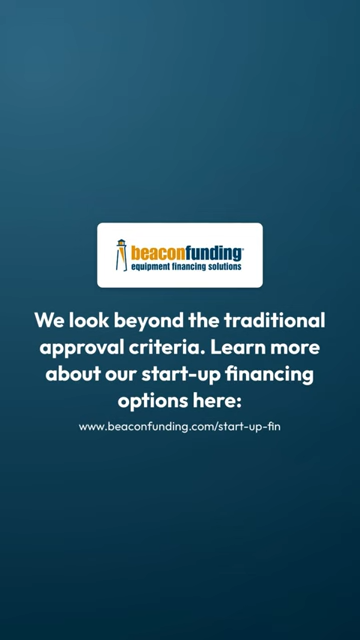 beaconfunding
equipment financing solutions
We look beyond the traditional
approval criteria. Learn more
about our start-up financing
options here:
www.beaconfunding.com/start-up-fin